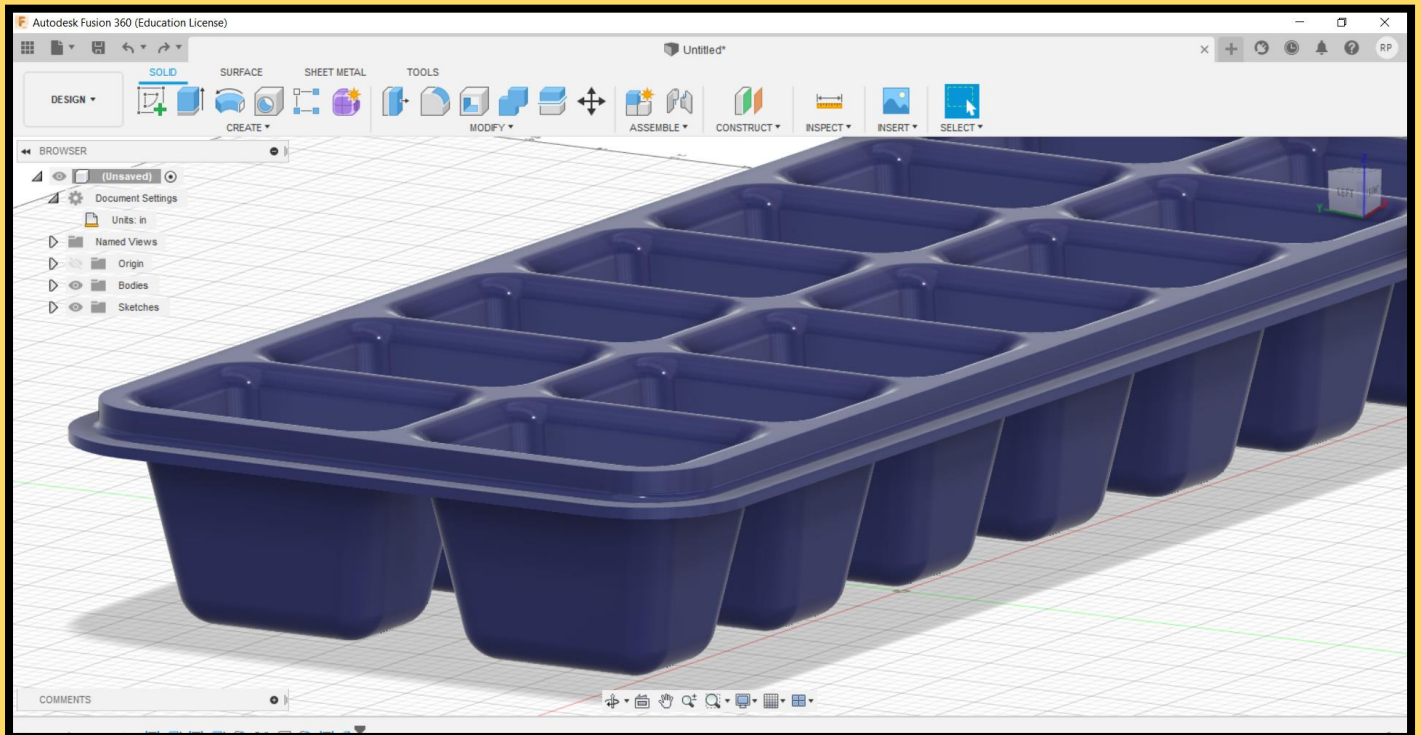 Autodesk Fusion 360 (Education License)
Untitled*
RP
SOLID SURFACE SHEET METAL TOOLS
DESIGN
CREATE MODIFY ASSEMBLE CONSTRUCT INSPECT INSERT SELECT
BROWSER
(Unsaved)
Document Settings
Units: in
Named Views
Origin
Bodies
Sketches
Z
LEFT
Y
COMMENTS